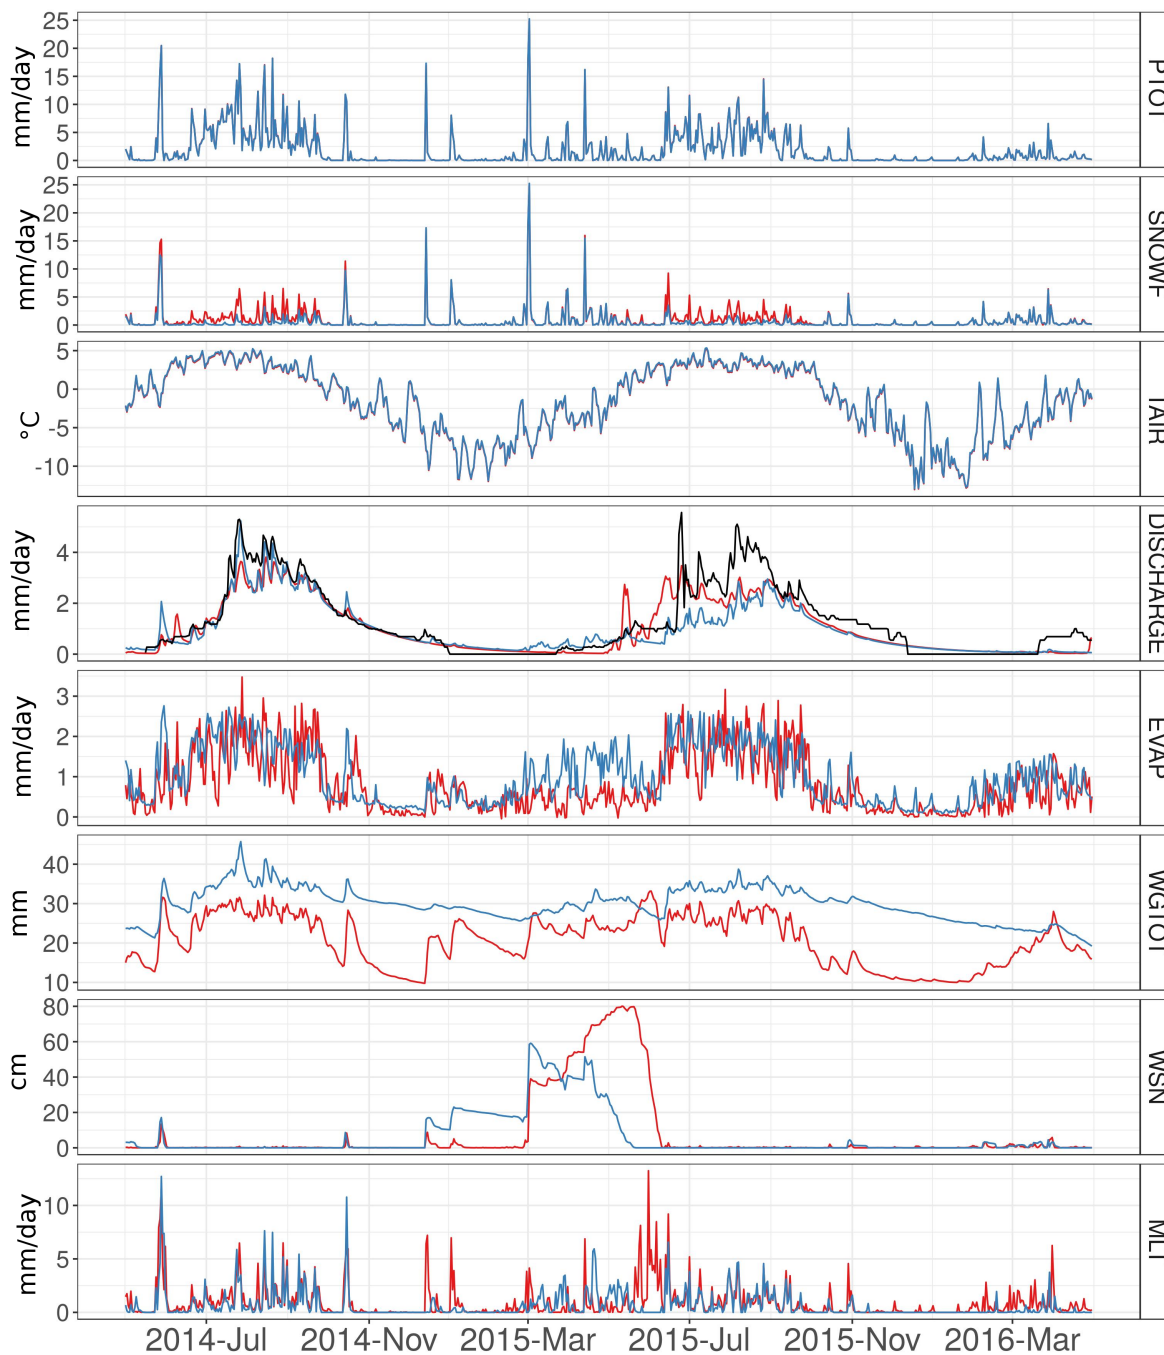 mm/day
25
20
15
10
5
0
PTOT
mm/day
25
20
15
10
5
0
SNOWF
°C
5
0
-5
-10
TAIR
mm/day
4
2
0
DISCHARGE
mm/day
3
2
1
0
EVAP
mm
40
30
20
10
WGTOT
cm
80
60
40
20
0
WSN
mm/day
10
5
0
MLT
2014-Jul 2014-Nov 2015-Mar 2015-Jul 2015-Nov 2016-Mar